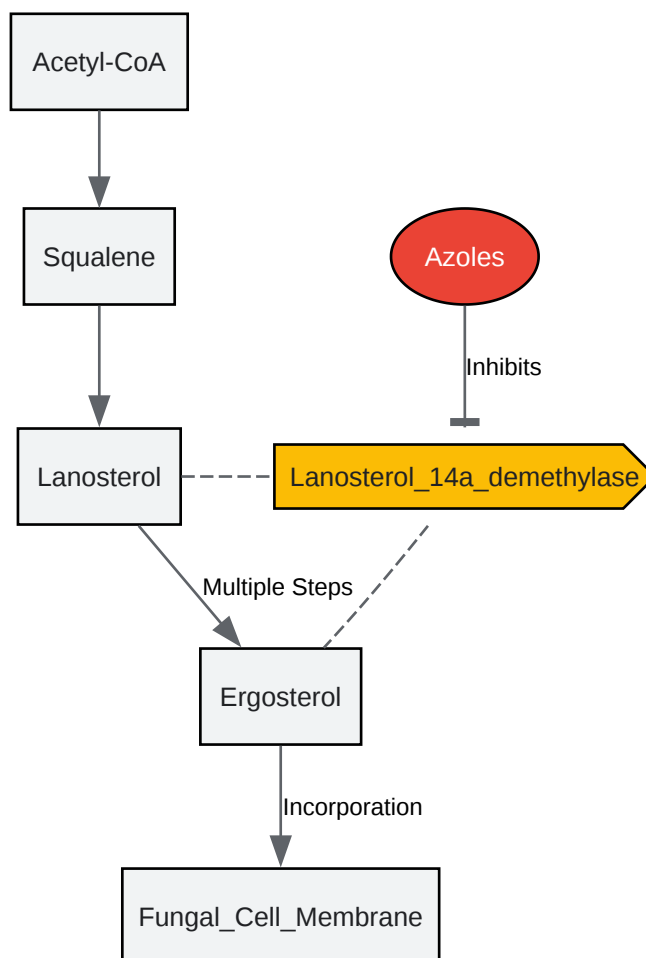 Acetyl-CoA
Squalene
Azoles
Inhibits
Lanosterol
Lanosterol_14a_demethylase
Multiple Steps
Ergosterol
Incorporation
Fungal_Cell_Membrane